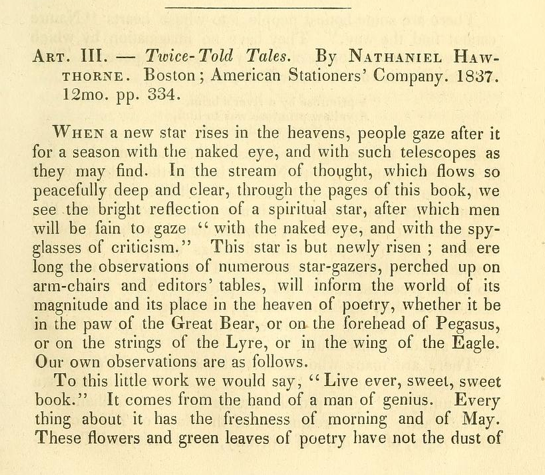 ART. III. — Twice-Told Tales. By NATHANIEL HAW-
THORNE. Boston; American Stationers' Company. 1837.
12mo. pp. 334.
WHEN a new star rises in the heavens, people gaze after it
for a season with the naked eye, and with such telescopes as
they may find. In the stream of thought, which flows so
peacefully deep and clear, through the pages of this book, we
see the bright reflection of a spiritual star, after which men
will be fain to gaze "with the naked eye, and with the spy-
glasses of criticism." This star is but newly risen; and ere
long the observations of numerous star-gazers, perched up on
arm-chairs and editors' tables, will inform the world of its
magnitude and its place in the heaven of poetry, whether it be
in the paw of the Great Bear, or on the forehead of Pegasus,
or on the strings of the Lyre, or in the wing of the Eagle.
Our own observations are as follows.
To this little work we would say, "Live ever, sweet, sweet
book." It comes from the hand of a man of genius. Every
thing about it has the freshness of morning and of May.
These flowers and green leaves of poetry have not the dust of